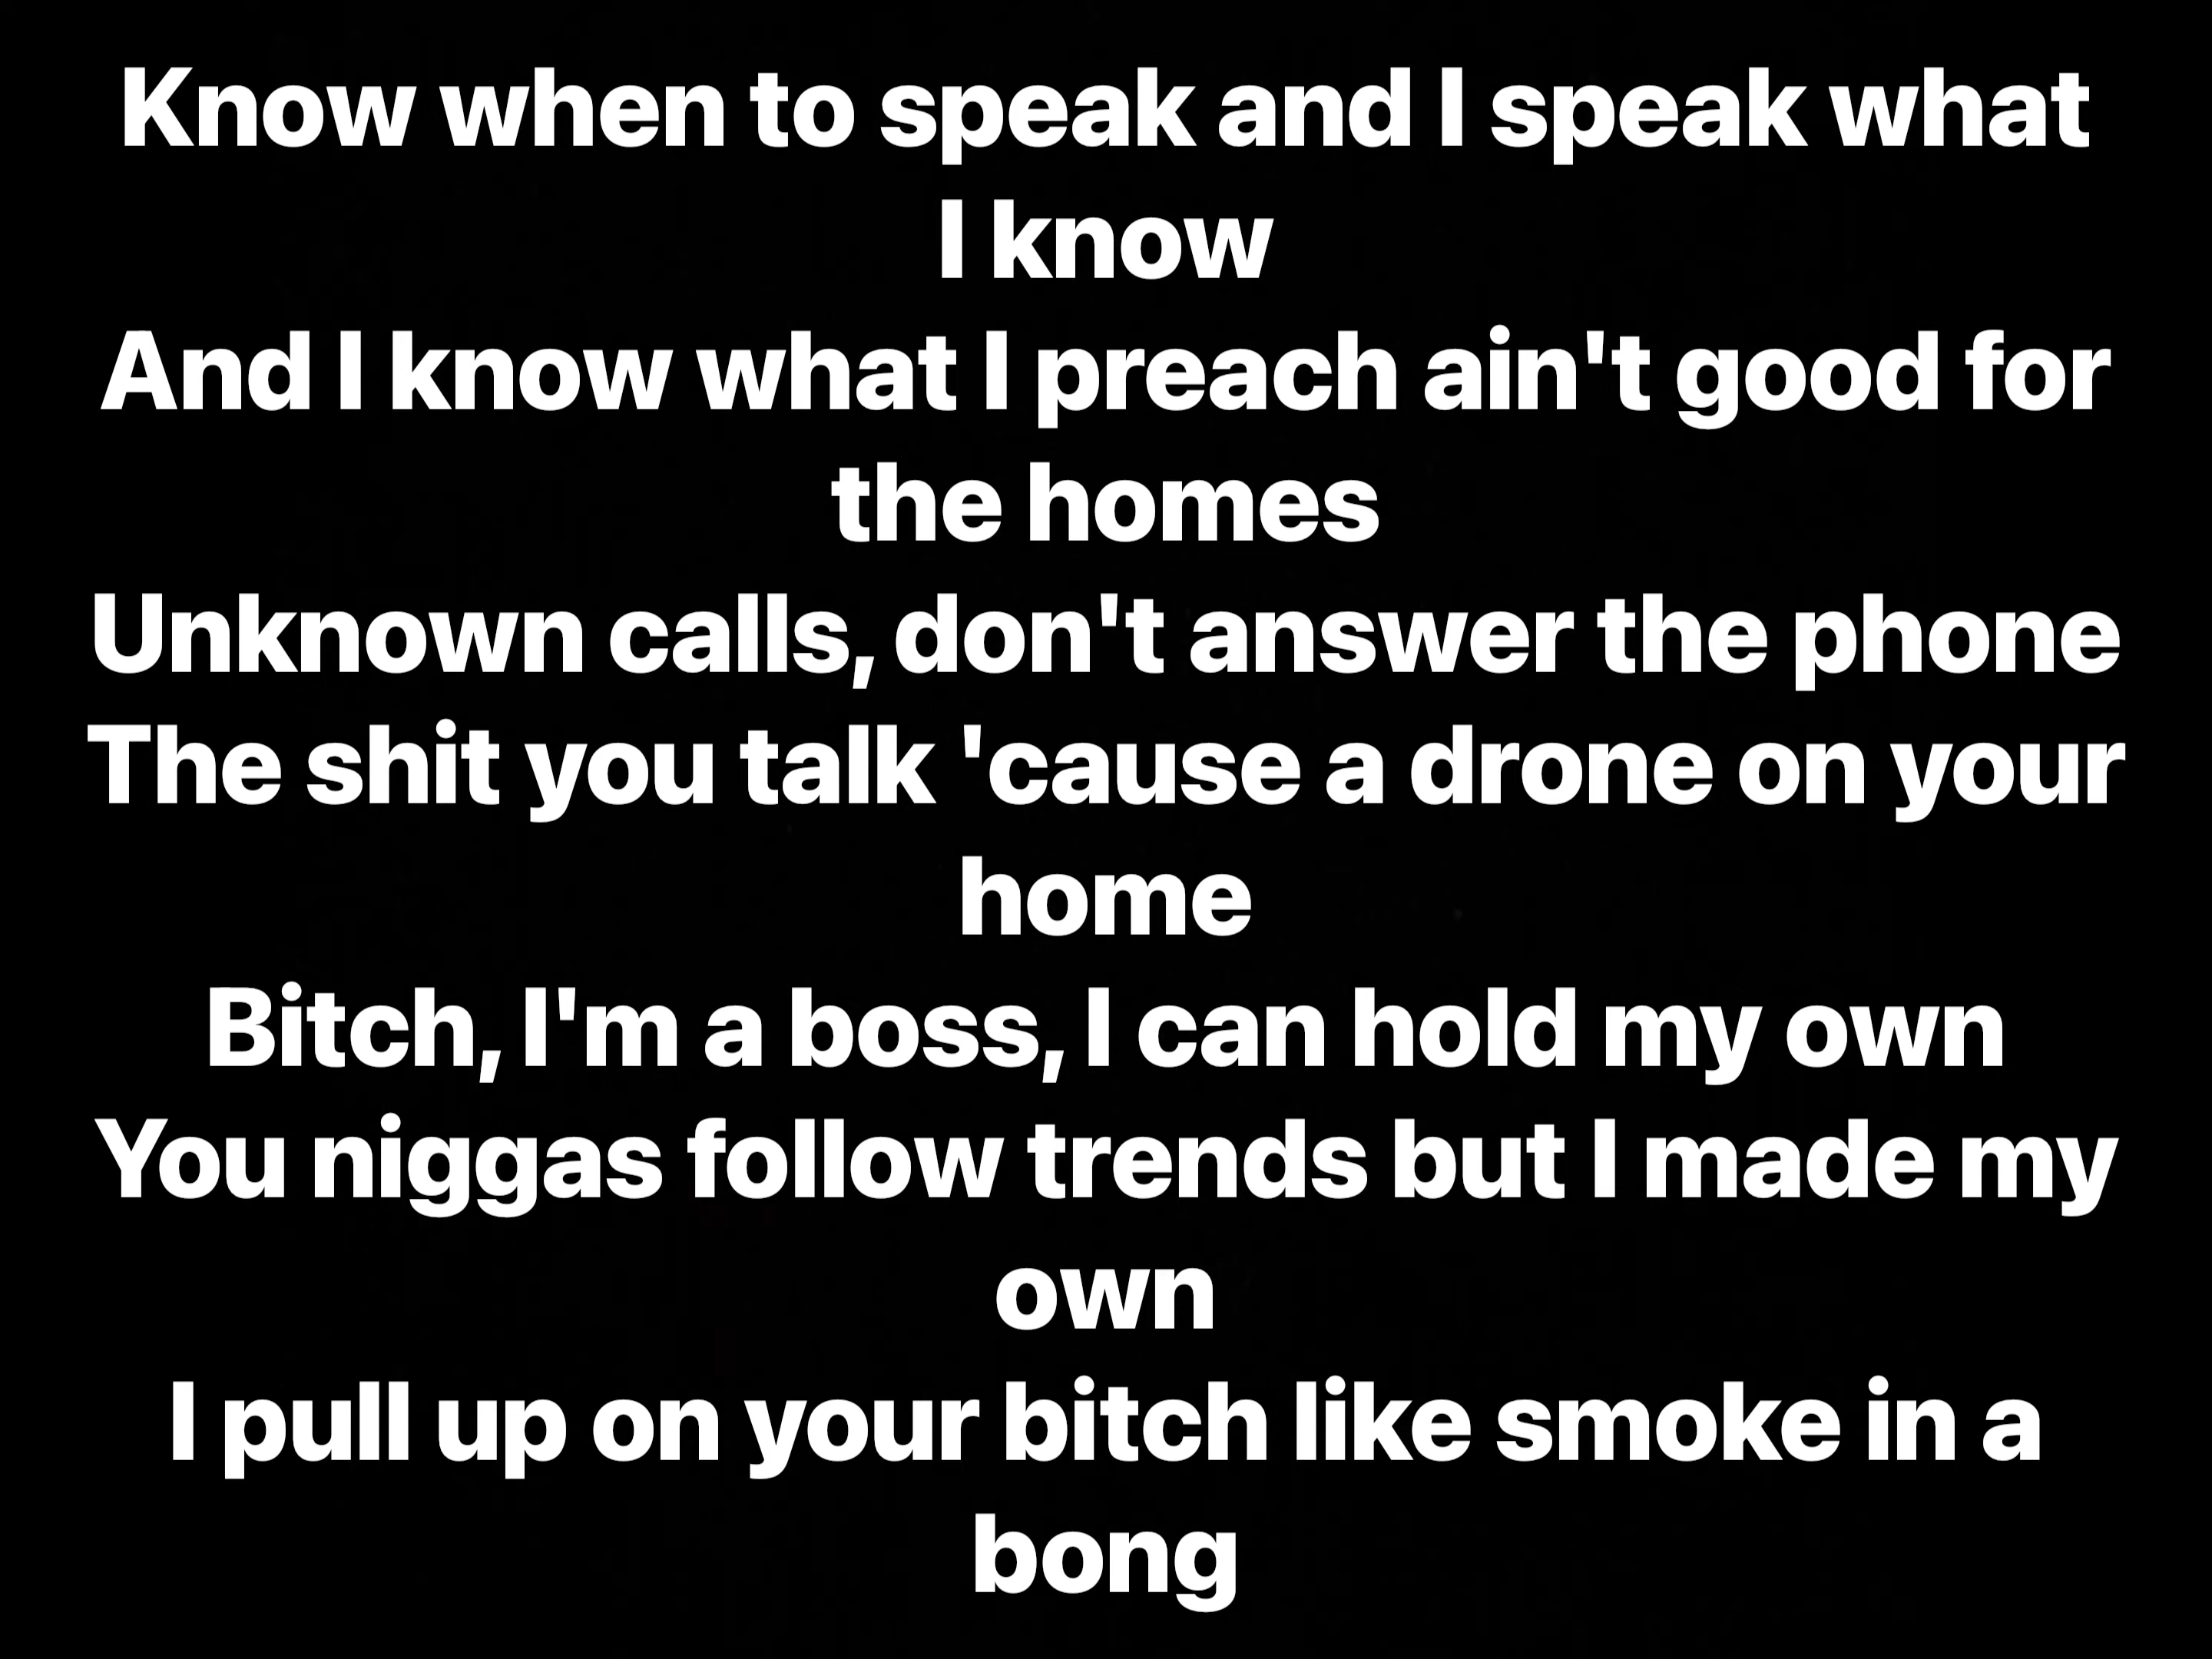 Know when to speak and I speak what
I know
And I know what I preach ain't good for
the homes
Unknown calls, don't answer the phone
The shit you talk 'cause a drone on your
home
Bitch, I'm a boss, I can hold my own
You niggas follow trends but I made my
own
I pull up on your bitch like smoke in a
bong